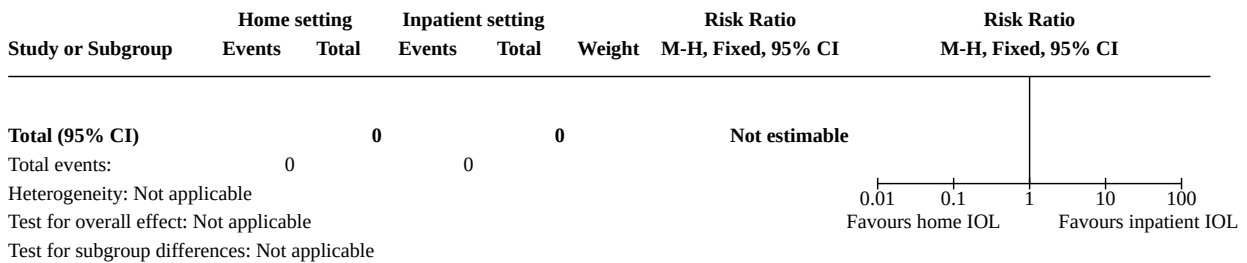 Home setting Inpatient setting Risk Ratio Risk Ratio
Study or Subgroup Events Total Events Total Weight M-H, Fixed, 95% CI M-H, Fixed, 95% CI
Total (95% CI) 0 0 Not estimable
Total events: 0 0
Heterogeneity: Not applicable
0.01 0.1 1 10 100
Test for overall effect: Not applicable
Favours home IOL Favours inpatient IOL
Test for subgroup differences: Not applicable